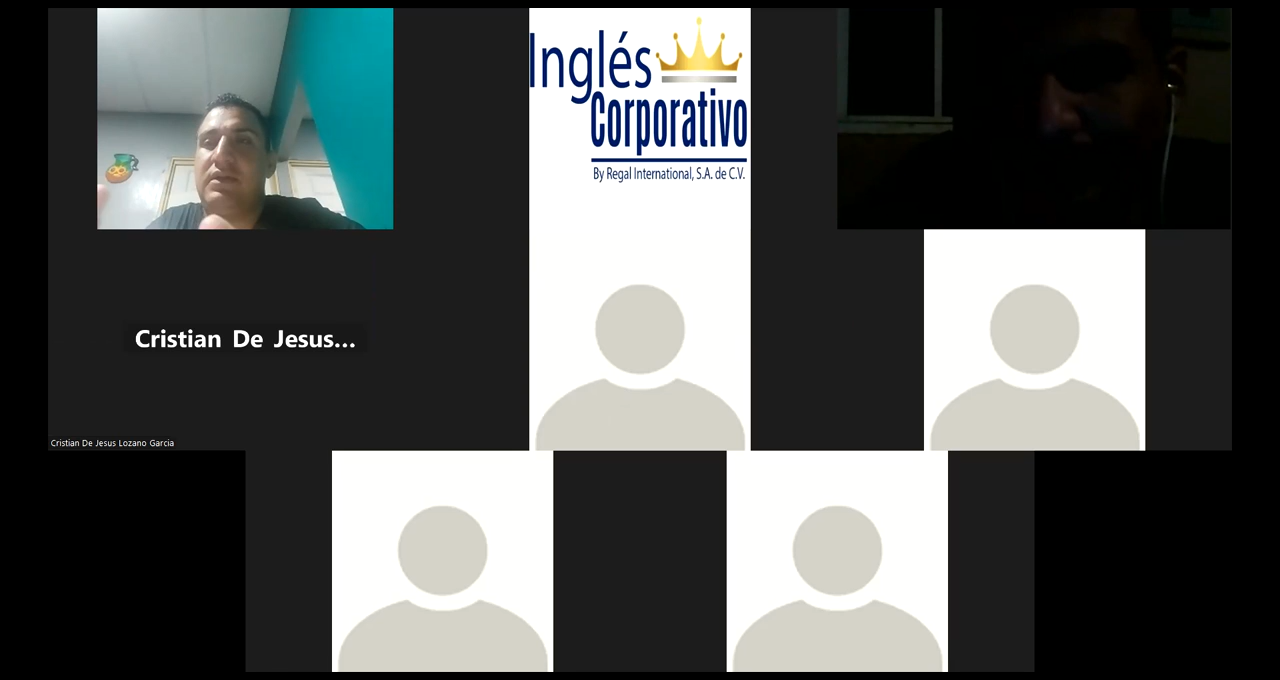 Inglés
Corporativo
By Regal International, S.A. de C.V.
Cristian De Jesus...
Cristian De Jesus Lozano Garcia